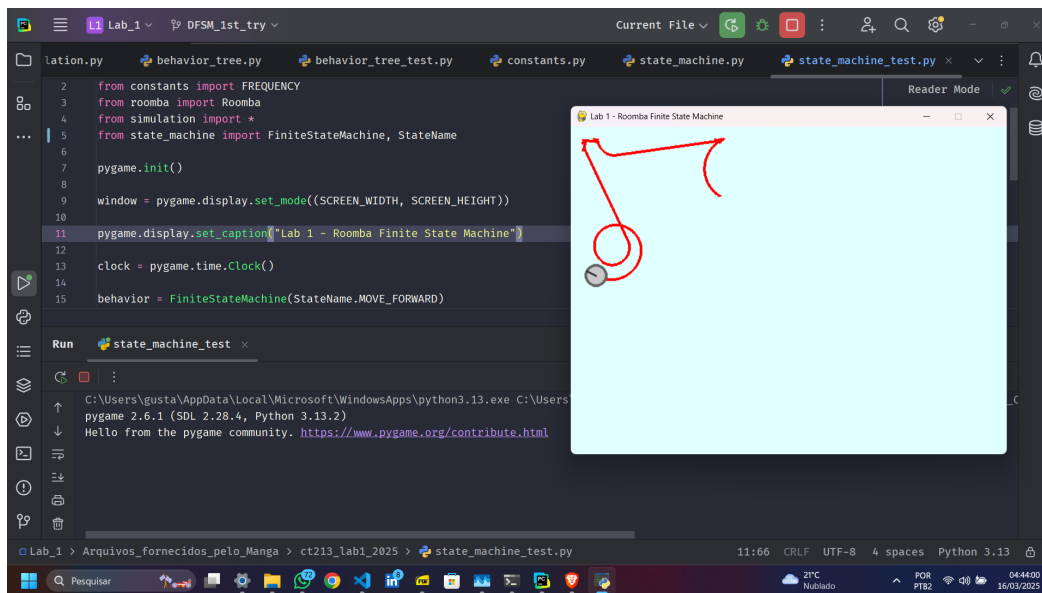 L1 Lab_1 DFSM_1st_try Current File
lation.py behavior_tree.py behavior_tree_test.py constants.py state_machine.py state_machine_test.py
Reader Mode
2 from constants import FREQUENCY
3 from roomba import Roomba
4 from simulation import *
5 from state_machine import FiniteStateMachine, StateName
6
7 pygame.init()
8
9 window = pygame.display.set_mode((SCREEN_WIDTH, SCREEN_HEIGHT))
10
11 pygame.display.set_caption("Lab 1 - Roomba Finite State Machine")
12
13 clock = pygame.time.Clock()
14
15 behavior = FiniteStateMachine(StateName.MOVE_FORWARD)
Lab 1 - Roomba Finite State Machine
Run state_machine_test
C:\Users\gusta\AppData\Local\Microsoft\WindowsApps\python3.13.exe C:\Users
pygame 2.6.1 (SDL 2.28.4, Python 3.13.2)
Hello from the pygame community. https://www.pygame.org/contribute.html
Lab_1 > Arquivos_fornecidos_pelo_Manga > ct213_lab1_2025 > state_machine_test.py 11:66 CRLF UTF-8 4 spaces Python 3.13
Pesquisar
21°C
Nublado
POR
PTB2
04:44:00
16/03/2025